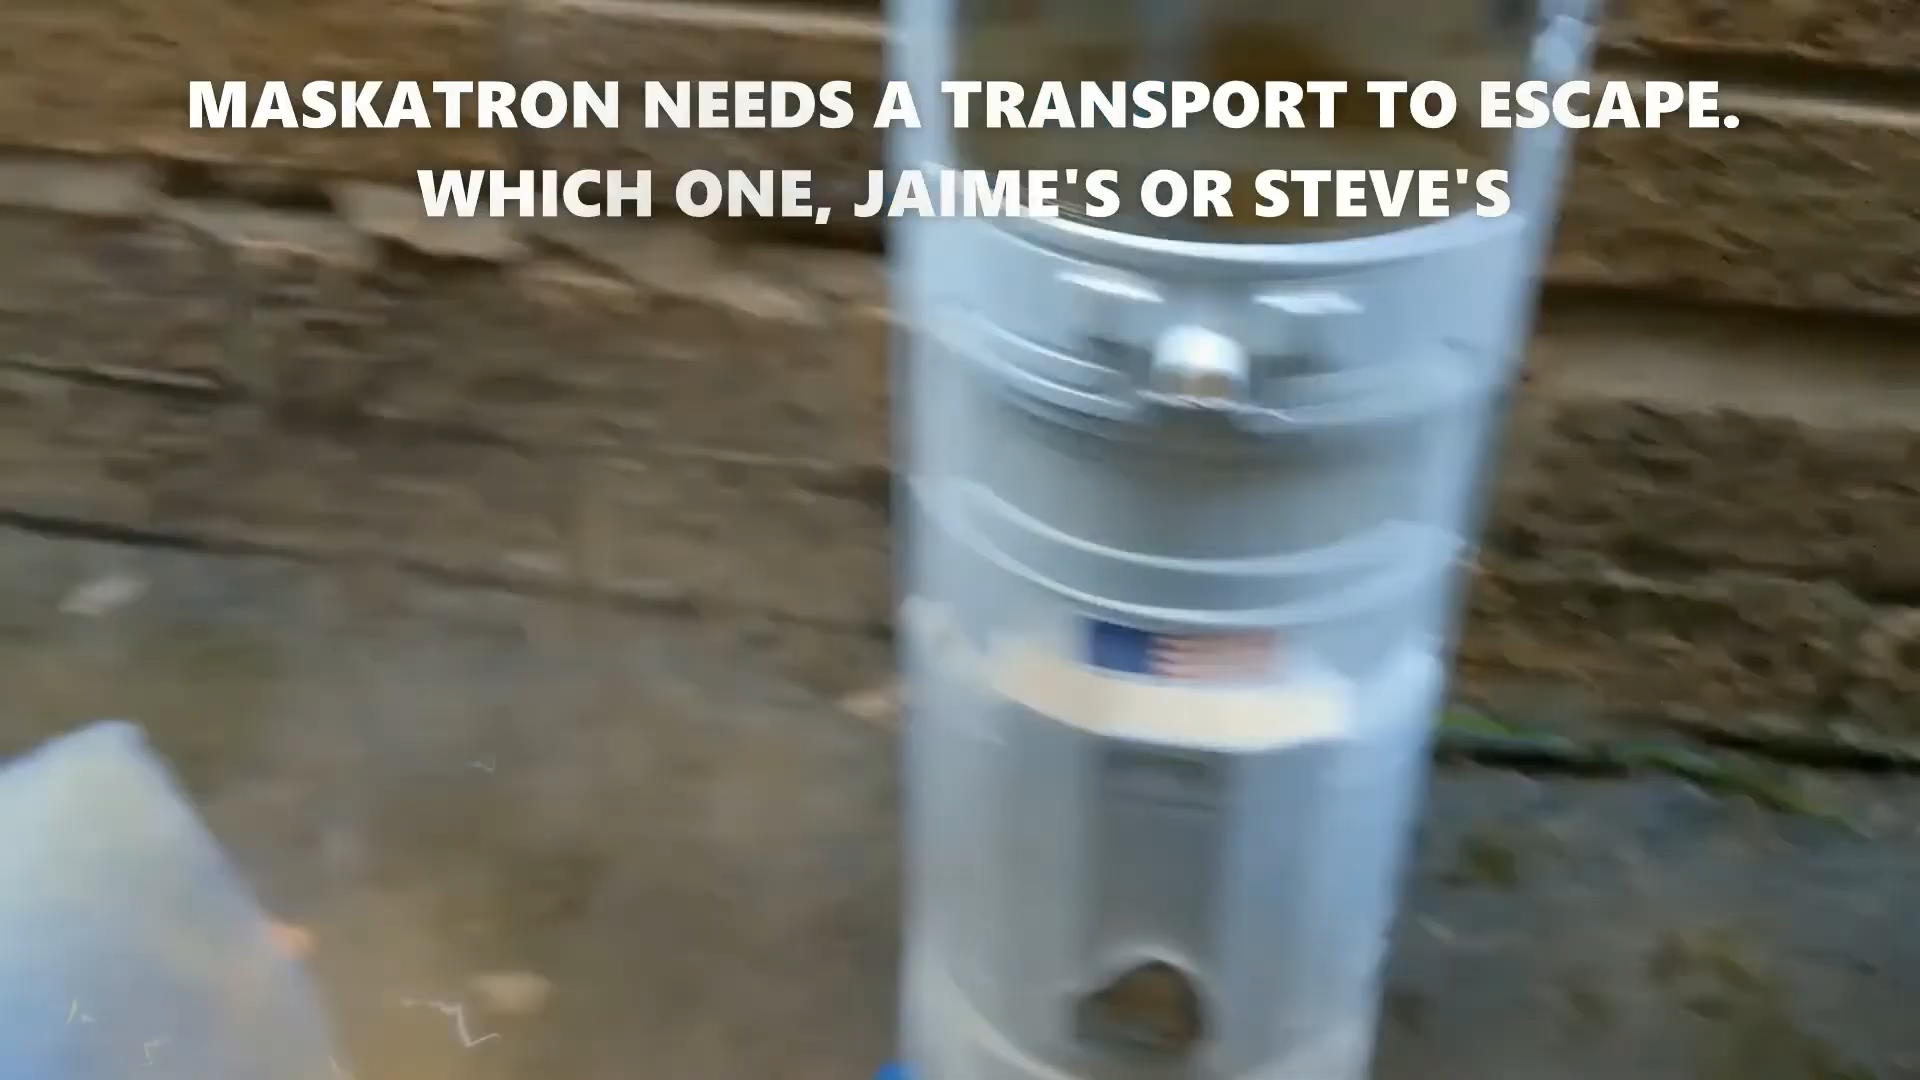 MASKATRON NEEDS A TRANSPORT TO ESCAPE.
WHICH ONE, JAIME'S OR STEVE'S